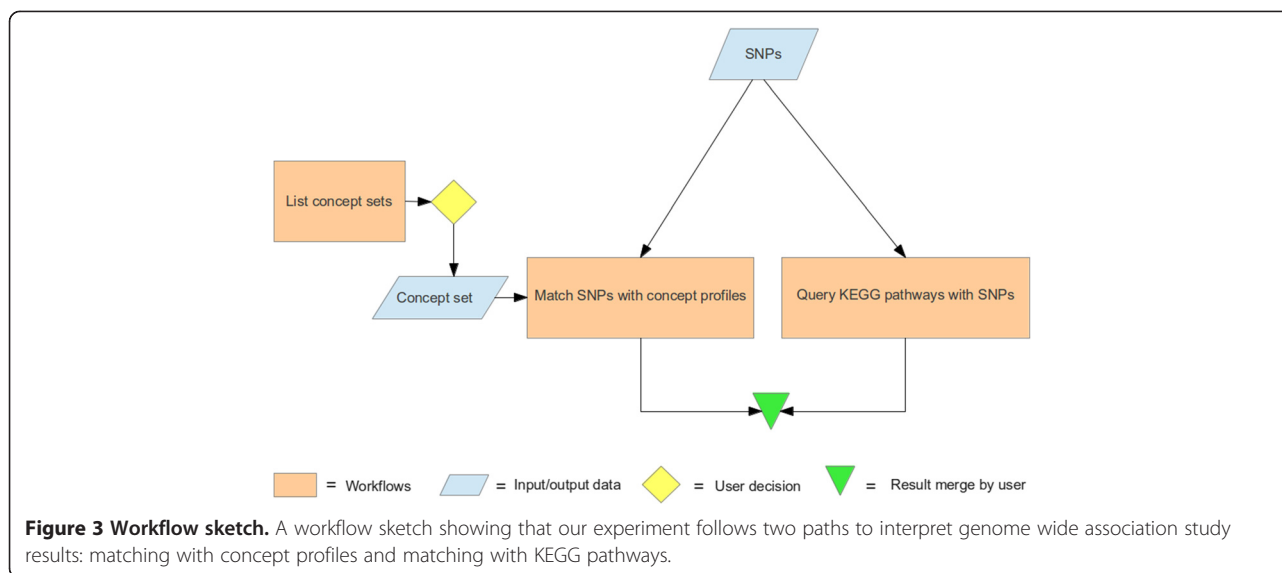 SNPs
List concept sets
Concept set
Match SNPs with concept profiles
Query KEGG pathways with SNPs
= Workflows
= Input/output data
= User decision
= Result merge by user
Figure 3 Workflow sketch. A workflow sketch showing that our experiment follows two paths to interpret genome wide association study
results: matching with concept profiles and matching with KEGG pathways.